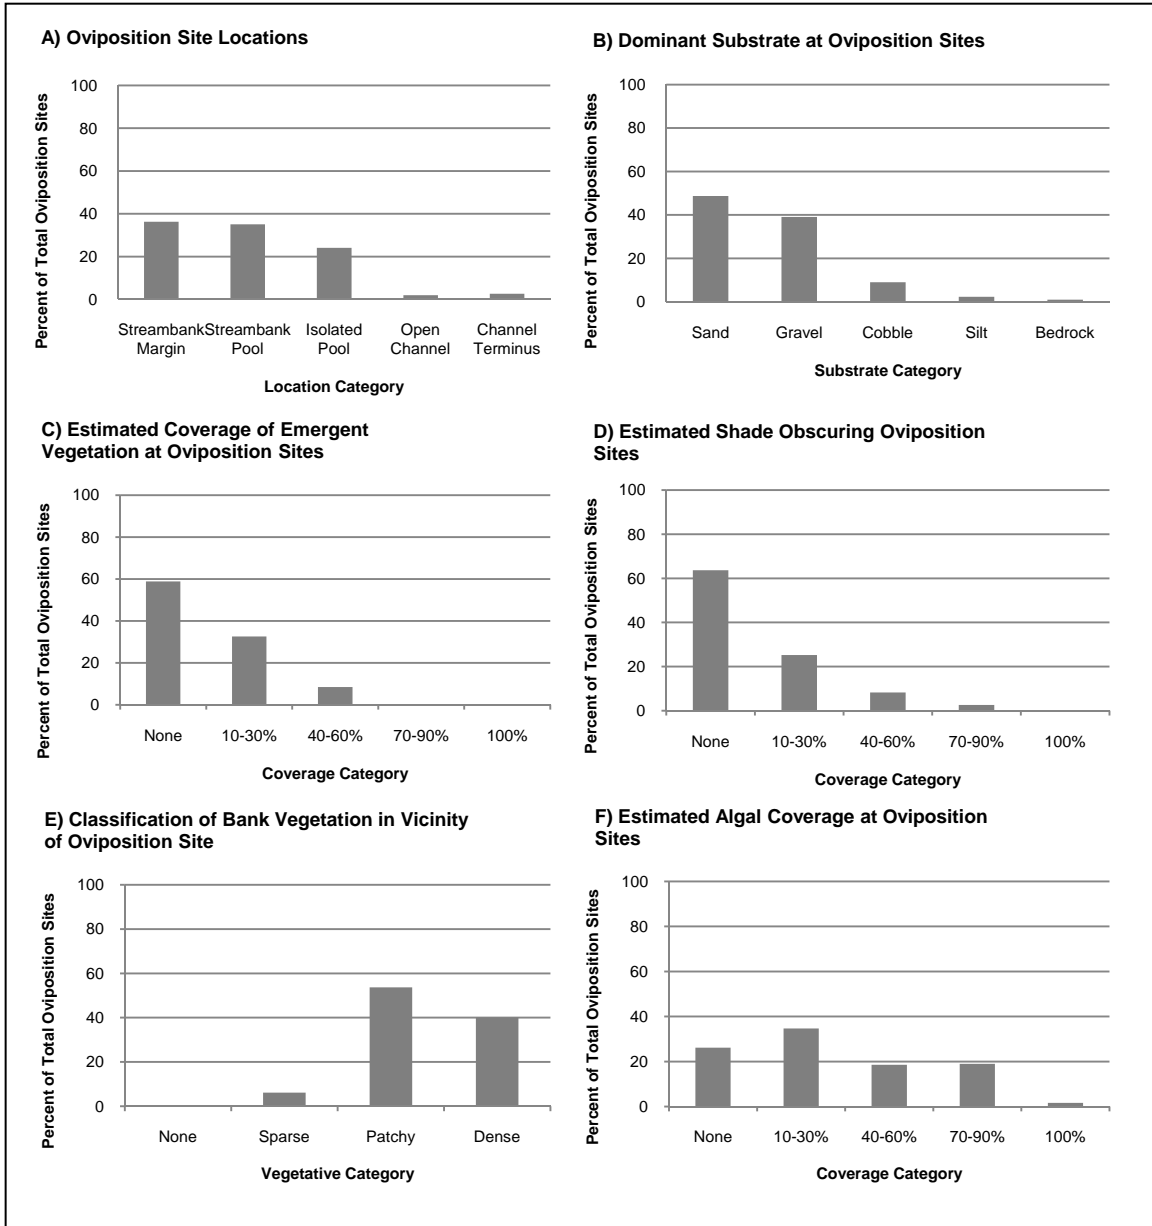 A) Oviposition Site Locations
Percent of Total Oviposition Sites
100
80
60
40
20
0
Streambank Streambank Isolated Open Channel
Margin Pool Pool Channel Terminus
Location Category
B) Dominant Substrate at Oviposition Sites
Percent of Total Oviposition Sites
100
80
60
40
20
0
Sand Gravel Cobble Silt Bedrock
Substrate Category
C) Estimated Coverage of Emergent
Vegetation at Oviposition Sites
Percent of Total Oviposition Sites
100
80
60
40
20
0
None 10-30% 40-60% 70-90% 100%
Coverage Category
D) Estimated Shade Obscuring Oviposition
Sites
Percent of Total Oviposition Sites
100
80
60
40
20
0
None 10-30% 40-60% 70-90% 100%
Coverage Category
E) Classification of Bank Vegetation in Vicinity
of Oviposition Site
Percent of Total Oviposition Sites
100
80
60
40
20
0
None Sparse Patchy Dense
Vegetative Category
F) Estimated Algal Coverage at Oviposition
Sites
Percent of Total Oviposition Sites
100
80
60
40
20
0
None 10-30% 40-60% 70-90% 100%
Coverage Category